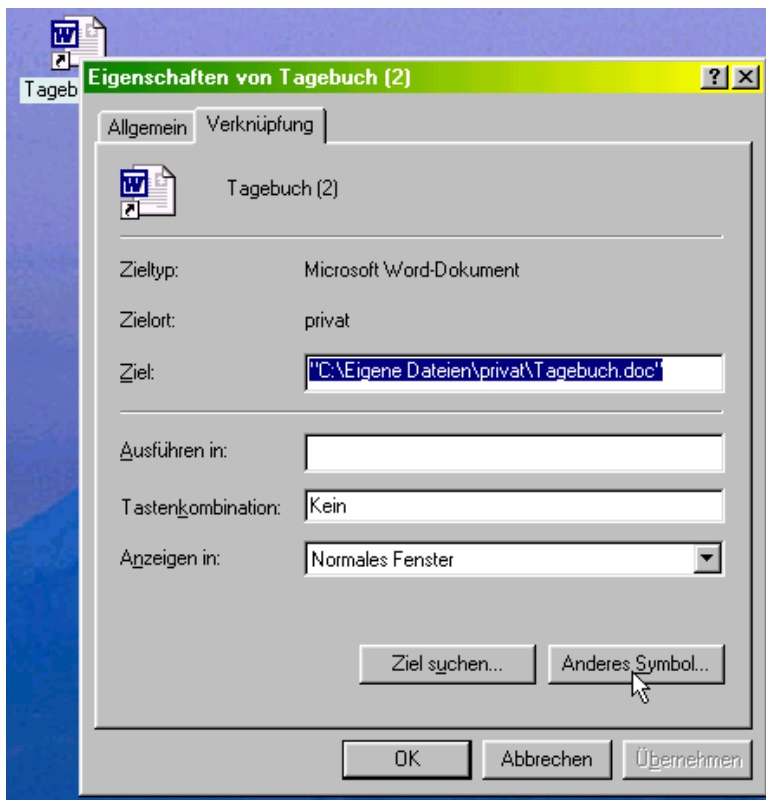 Tageb
Eigenschaften von Tagebuch (2)
Allgemein Verknüpfung
Tagebuch (2)
Zieltyp: Microsoft Word-Dokument
Zielort: privat
Ziel: "C:\Eigene Dateien\privat\Tagebuch.doc"
Ausführen in:
Tastenkombination: Kein
Anzeigen in: Normales Fenster
Ziel suchen... Anderes Symbol...
OK Abbrechen Übernehmen